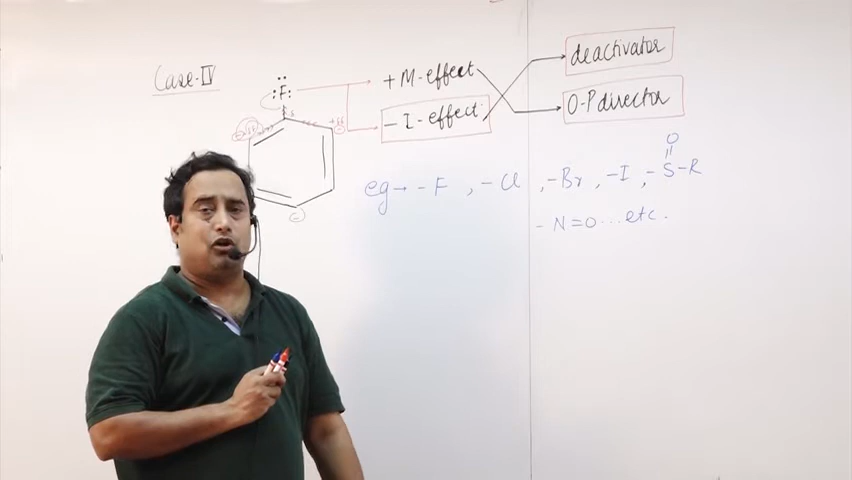 Case-IV
:F:
+M-effect
-I-effect
deactivator
O-P director
eg → -F, -Cl, -Br, -I, -S-R
O
- N=O ... etc.